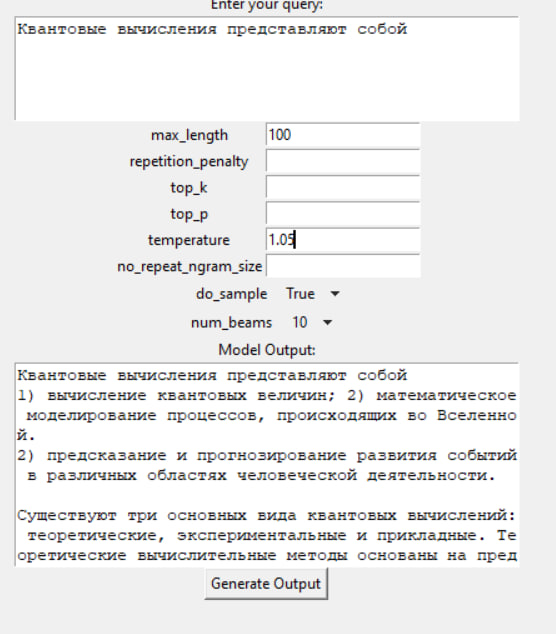 Enter your query:
Квантовые вычисления представляют собой
max_length 100
repetition_penalty
top_k
top_p
temperature 1.05
no_repeat_ngram_size
do_sample True
num_beams 10
Model Output:
Квантовые вычисления представляют собой
1) вычисление квантовых величин; 2) математическое
моделирование процессов, происходящих во Вселенно
й.
2) предсказание и прогнозирование развития событий
в различных областях человеческой деятельности.
Существуют три основных вида квантовых вычислений:
теоретические, экспериментальные и прикладные. Те
оретические вычислительные методы основаны на пред
Generate Output